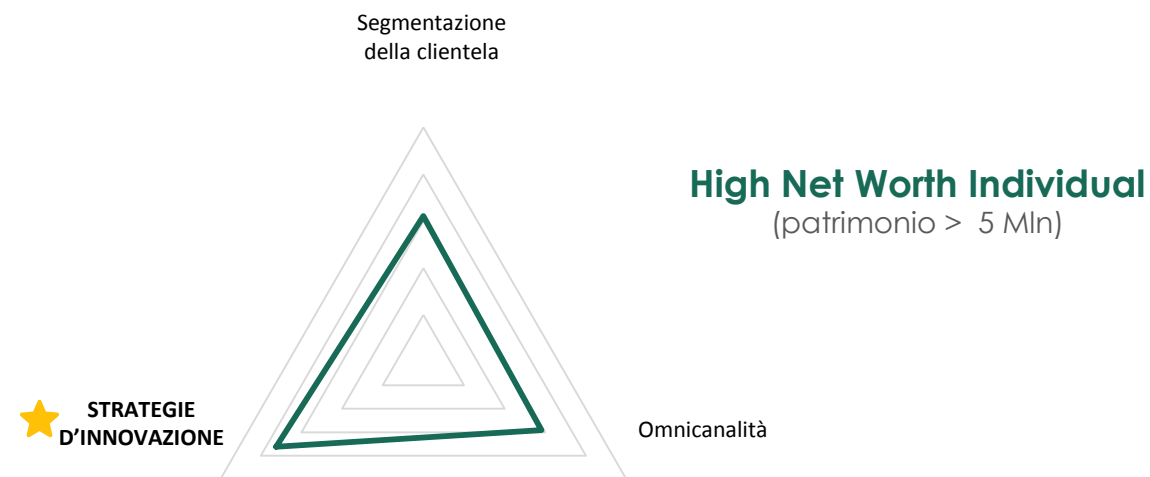 Segmentazione
della clientela
High Net Worth Individual
(patrimonio > 5 Mln)
STRATEGIE
D’INNOVAZIONE
Omnicanalità